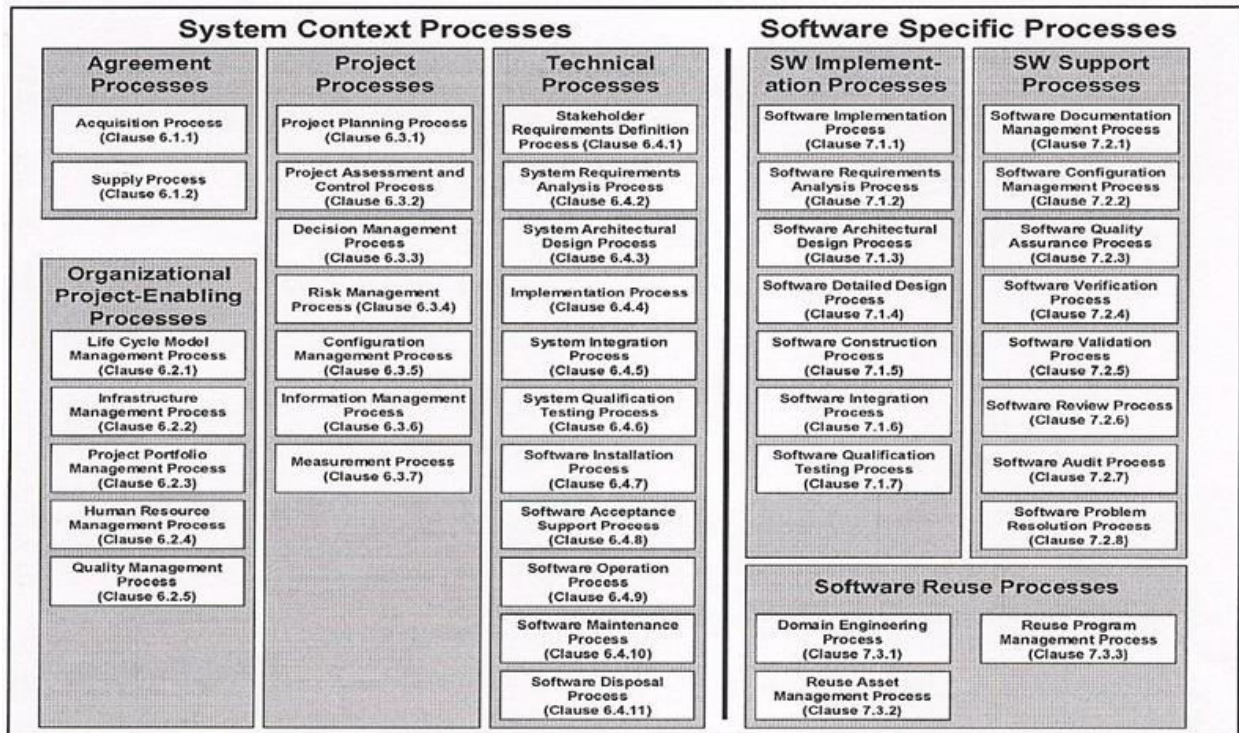 System Context Processes
Software Specific Processes
Agreement
Processes
Acquisition Process
(Clause 6.1.1)
Supply Process
(Clause 6.1.2)
Organizational
Project-Enabling
Processes
Life Cycle Model
Management Process
(Clause 6.2.1)
Infrastructure
Management Process
(Clause 6.2.2)
Project Portfolio
Management Process
(Clause 6.2.3)
Human Resource
Management Process
(Clause 6.2.4)
Quality Management
Process
(Clause 6.2.5)
Project
Processes
Project Planning Process
(Clause 6.3.1)
Project Assessment and
Control Process
(Clause 6.3.2)
Decision Management
Process
(Clause 6.3.3)
Risk Management
Process (Clause 6.3.4)
Configuration
Management Process
(Clause 6.3.5)
Information Management
Process
(Clause 6.3.6)
Measurement Process
(Clause 6.3.7)
Technical
Processes
Stakeholder
Requirements Definition
Process (Clause 6.4.1)
System Requirements
Analysis Process
(Clause 6.4.2)
System Architectural
Design Process
(Clause 6.4.3)
Implementation Process
(Clause 6.4.4)
System Integration
Process
(Clause 6.4.5)
System Qualification
Testing Process
(Clause 6.4.6)
Software Installation
Process
(Clause 6.4.7)
Software Acceptance
Support Process
(Clause 6.4.8)
Software Operation
Process
(Clause 6.4.9)
Software Maintenance
Process
(Clause 6.4.10)
Software Disposal
Process
(Clause 6.4.11)
SW Implement-
ation Processes
Software Implementation
Process
(Clause 7.1.1)
Software Requirements
Analysis Process
(Clause 7.1.2)
Software Architectural
Design Process
(Clause 7.1.3)
Software Detailed Design
Process
(Clause 7.1.4)
Software Construction
Process
(Clause 7.1.5)
Software Integration
Process
(Clause 7.1.6)
Software Qualification
Testing Process
(Clause 7.1.7)
SW Support
Processes
Software Documentation
Management Process
(Clause 7.2.1)
Software Configuration
Management Process
(Clause 7.2.2)
Software Quality
Assurance Process
(Clause 7.2.3)
Software Verification
Process
(Clause 7.2.4)
Software Validation
Process
(Clause 7.2.5)
Software Review Process
(Clause 7.2.6)
Software Audit Process
(Clause 7.2.7)
Software Problem
Resolution Process
(Clause 7.2.8)
Software Reuse Processes
Domain Engineering
Process
(Clause 7.3.1)
Reuse Asset
Management Process
(Clause 7.3.2)
Reuse Program
Management Process
(Clause 7.3.3)